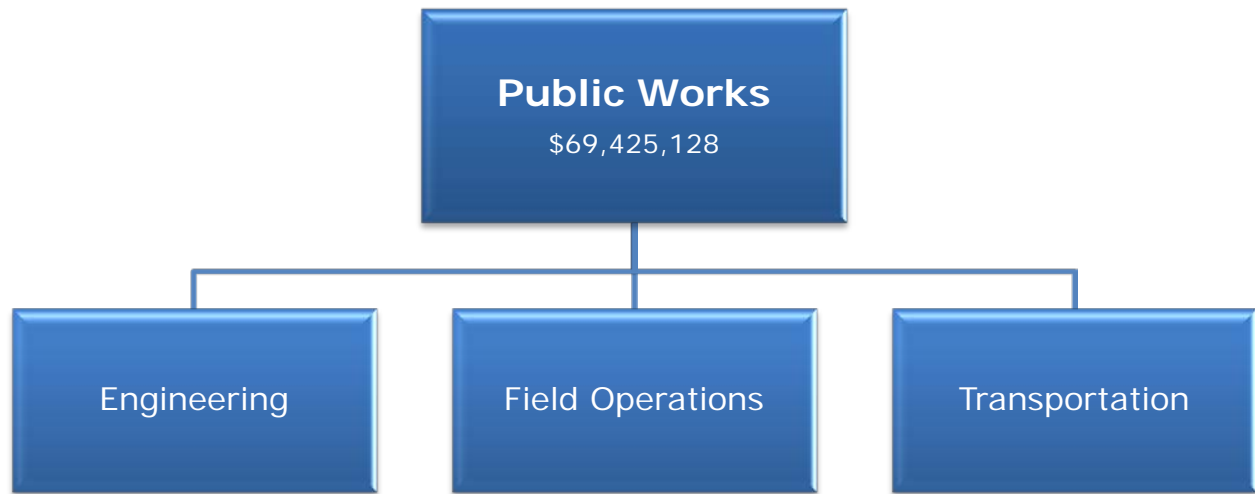 Public Works
$69,425,128
Engineering
Field Operations
Transportation